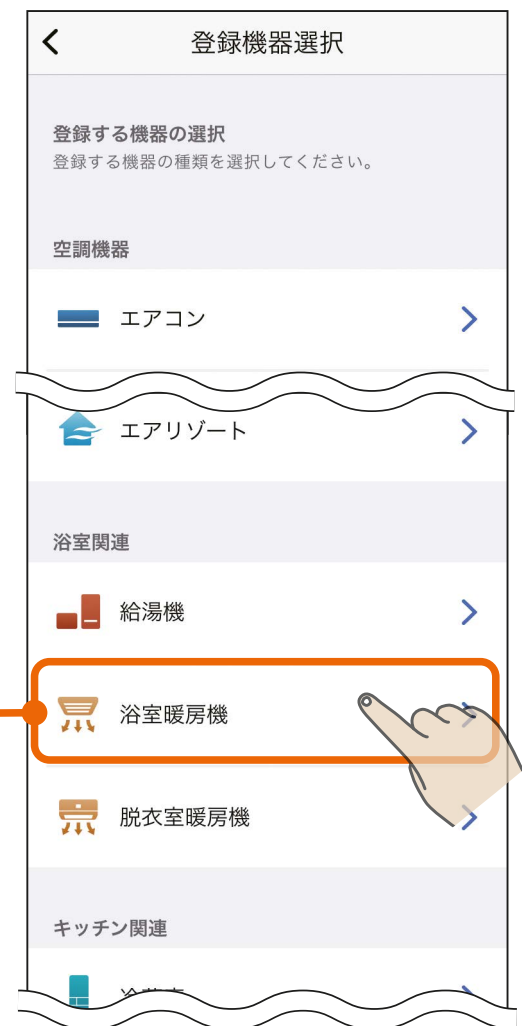 登録機器選択
登録する機器の選択
登録する機器の種類を選択してください。
空調機器
エアコン
エアリゾート
浴室関連
給湯機
浴室暖房機
脱衣室暖房機
キッチン関連